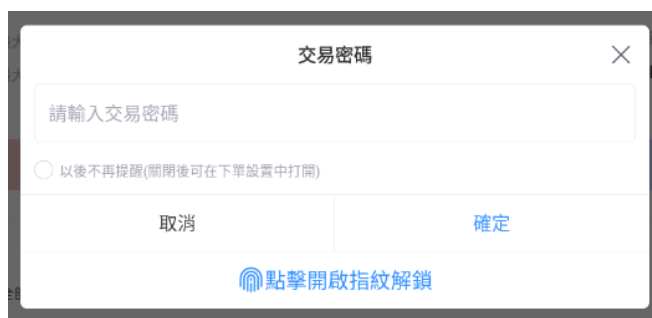 交易密碼
請輸入交易密碼
以後不再提醒(關閉後可在下單設置中打開)
取消
確定
點擊開啟指紋解鎖